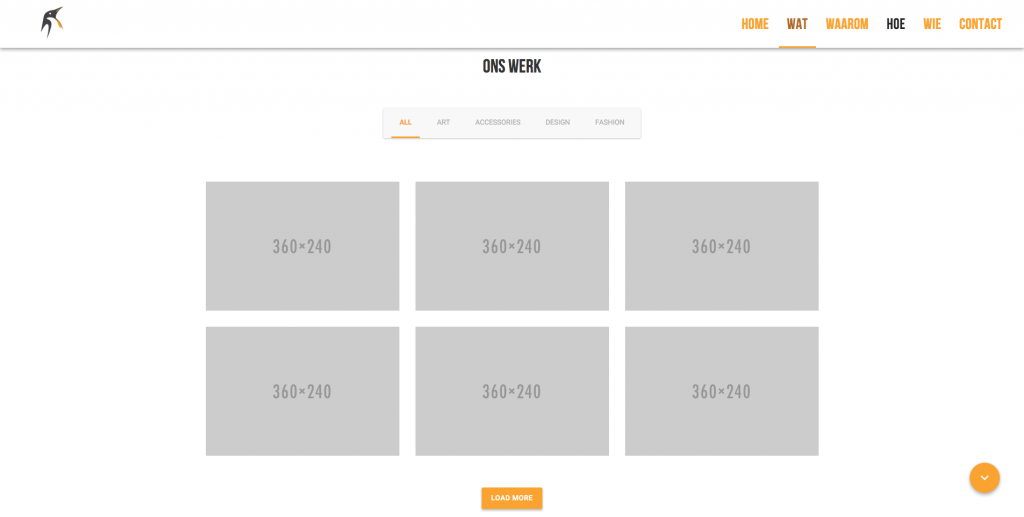 HOME WAT WAAROM HOE WIE CONTACT
ONS WERK
ALL ART ACCESSORIES DESIGN FASHION
360×240 360×240 360×240
360×240 360×240 360×240
LOAD MORE